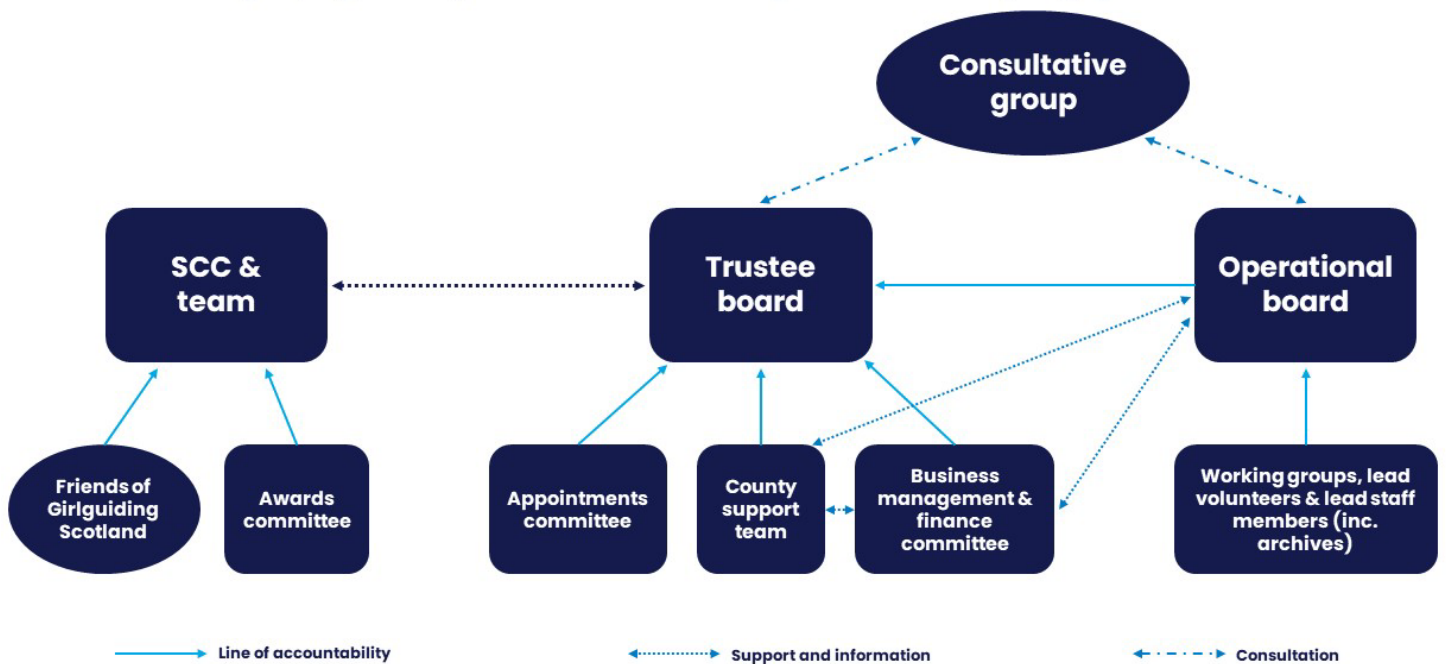 Consultative
group
SCC &
team
Trustee
board
Operational
board
Friends of
Girlguiding
Scotland
Awards
committee
Appointments
committee
County
support
team
Business
management &
finance
committee
Working groups, lead
volunteers & lead staff
members (inc.
archives)
Line of accountability
Support and information
Consultation